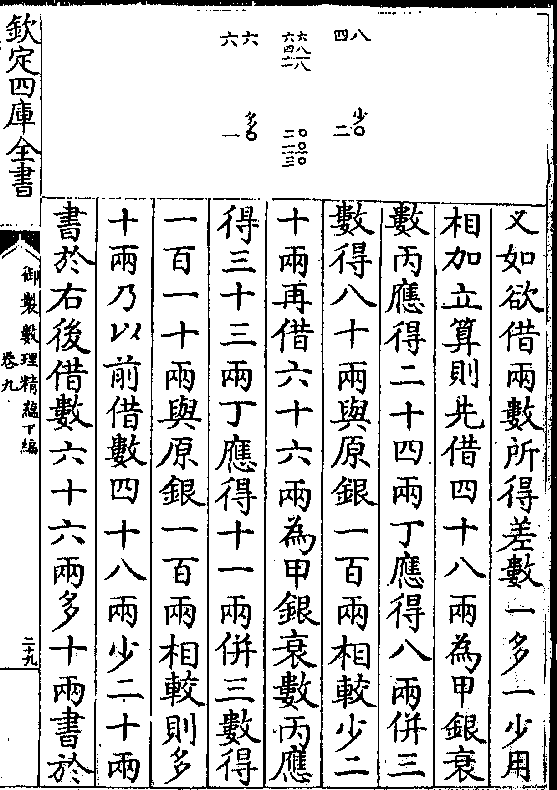 四八　少二〇
六六　多一〇
又如欲借兩數所得差數一多一少用
相加立算則先借四十八兩為甲銀衰
數丙應得二十四兩丁應得八兩併三
數得八十兩與原銀一百兩相較少二
十兩再借六十六兩為甲銀衰數丙應
得三十三兩丁應得十一兩併三數得
一百一十兩與原銀一百兩相較則多
十兩乃以前借數四十八兩少二十兩
書於右後借數六十六兩多十兩書於
欽定四庫全書
御製數理精蘊下編
卷九
二十九